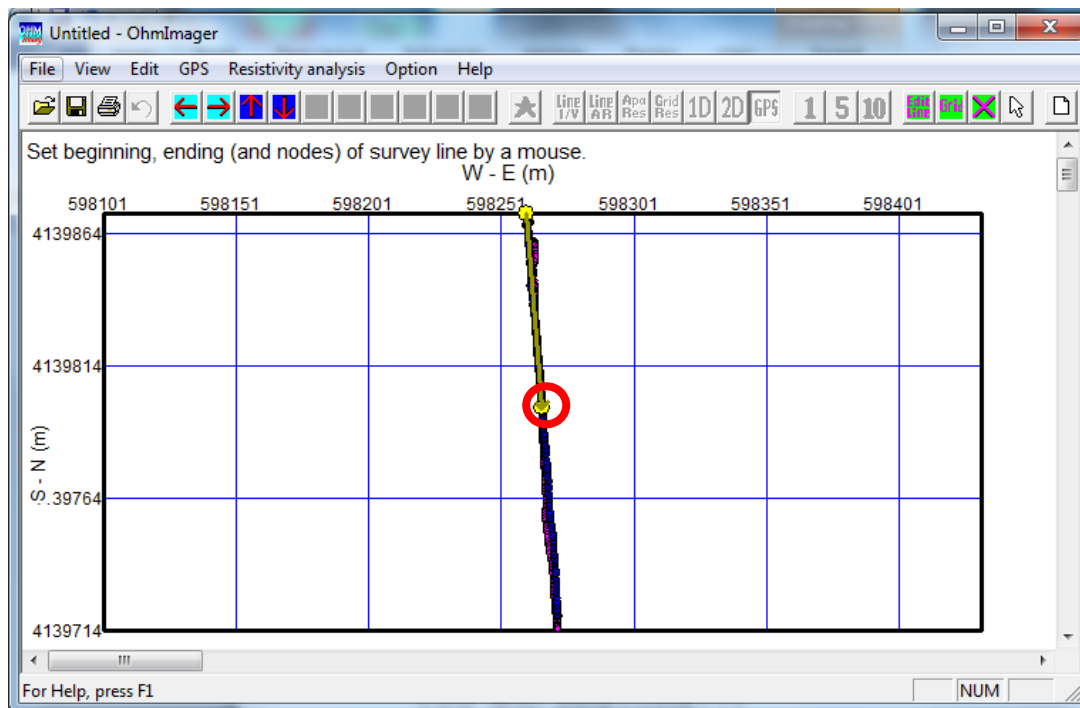 Untitled - OhmImager
File View Edit GPS Resistivity analysis Option Help
Line I/V Line AR Apa Res Grid Res 1D 2D GPS 1 5 10 Edit Line Grid
Set beginning, ending (and nodes) of survey line by a mouse.
W - E (m)
598101 598151 598201 598251 598301 598351 598401
4139864
4139814
S - N (m)
39764
4139714
For Help, press F1 NUM